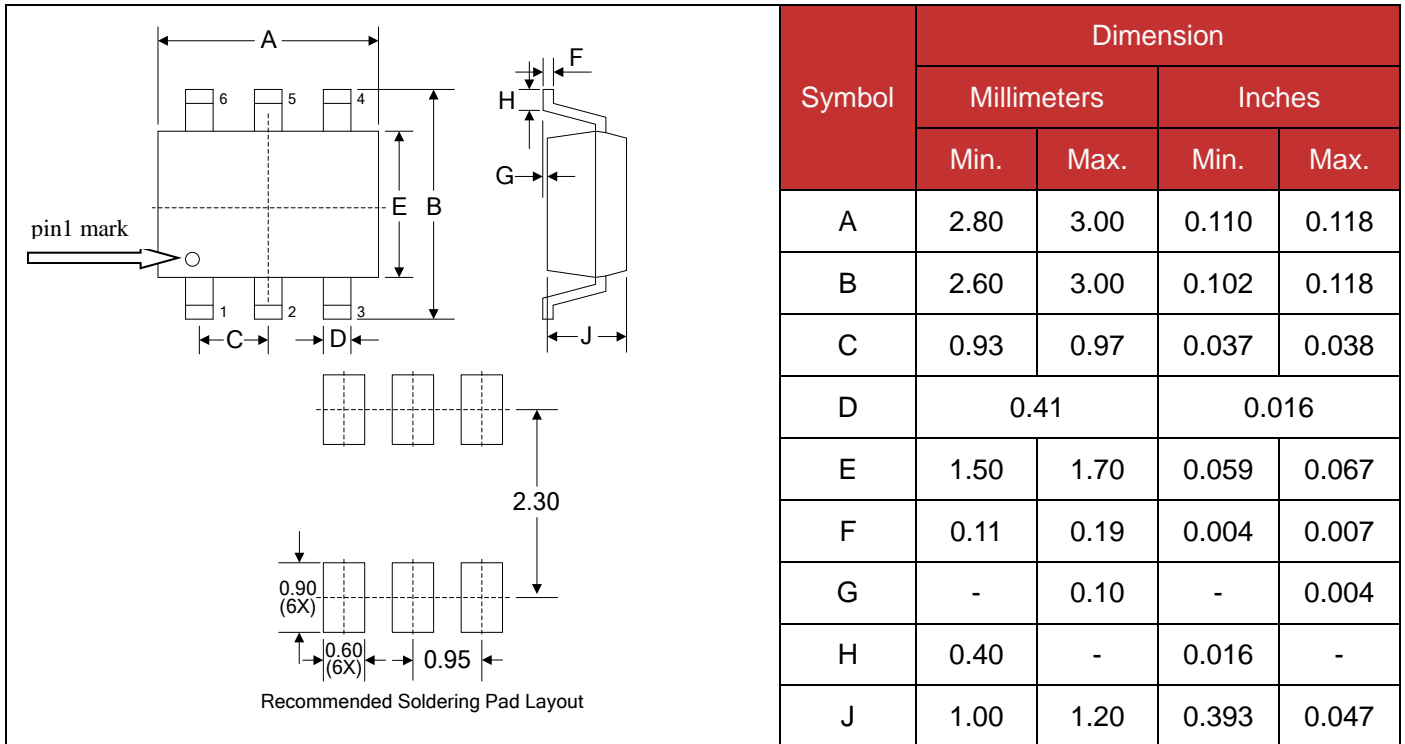 A
6 5 4
E B
pin1 mark
1 2 3
C D
F
H
G
J
2.30
0.90
(6X)
0.60
(6X)
0.95
Recommended Soldering Pad Layout
Symbol Dimension
Millimeters Inches
Min. Max. Min. Max.
A 2.80 3.00 0.110 0.118
B 2.60 3.00 0.102 0.118
C 0.93 0.97 0.037 0.038
D 0.41 0.016
E 1.50 1.70 0.059 0.067
F 0.11 0.19 0.004 0.007
G - 0.10 - 0.004
H 0.40 - 0.016 -
J 1.00 1.20 0.393 0.047